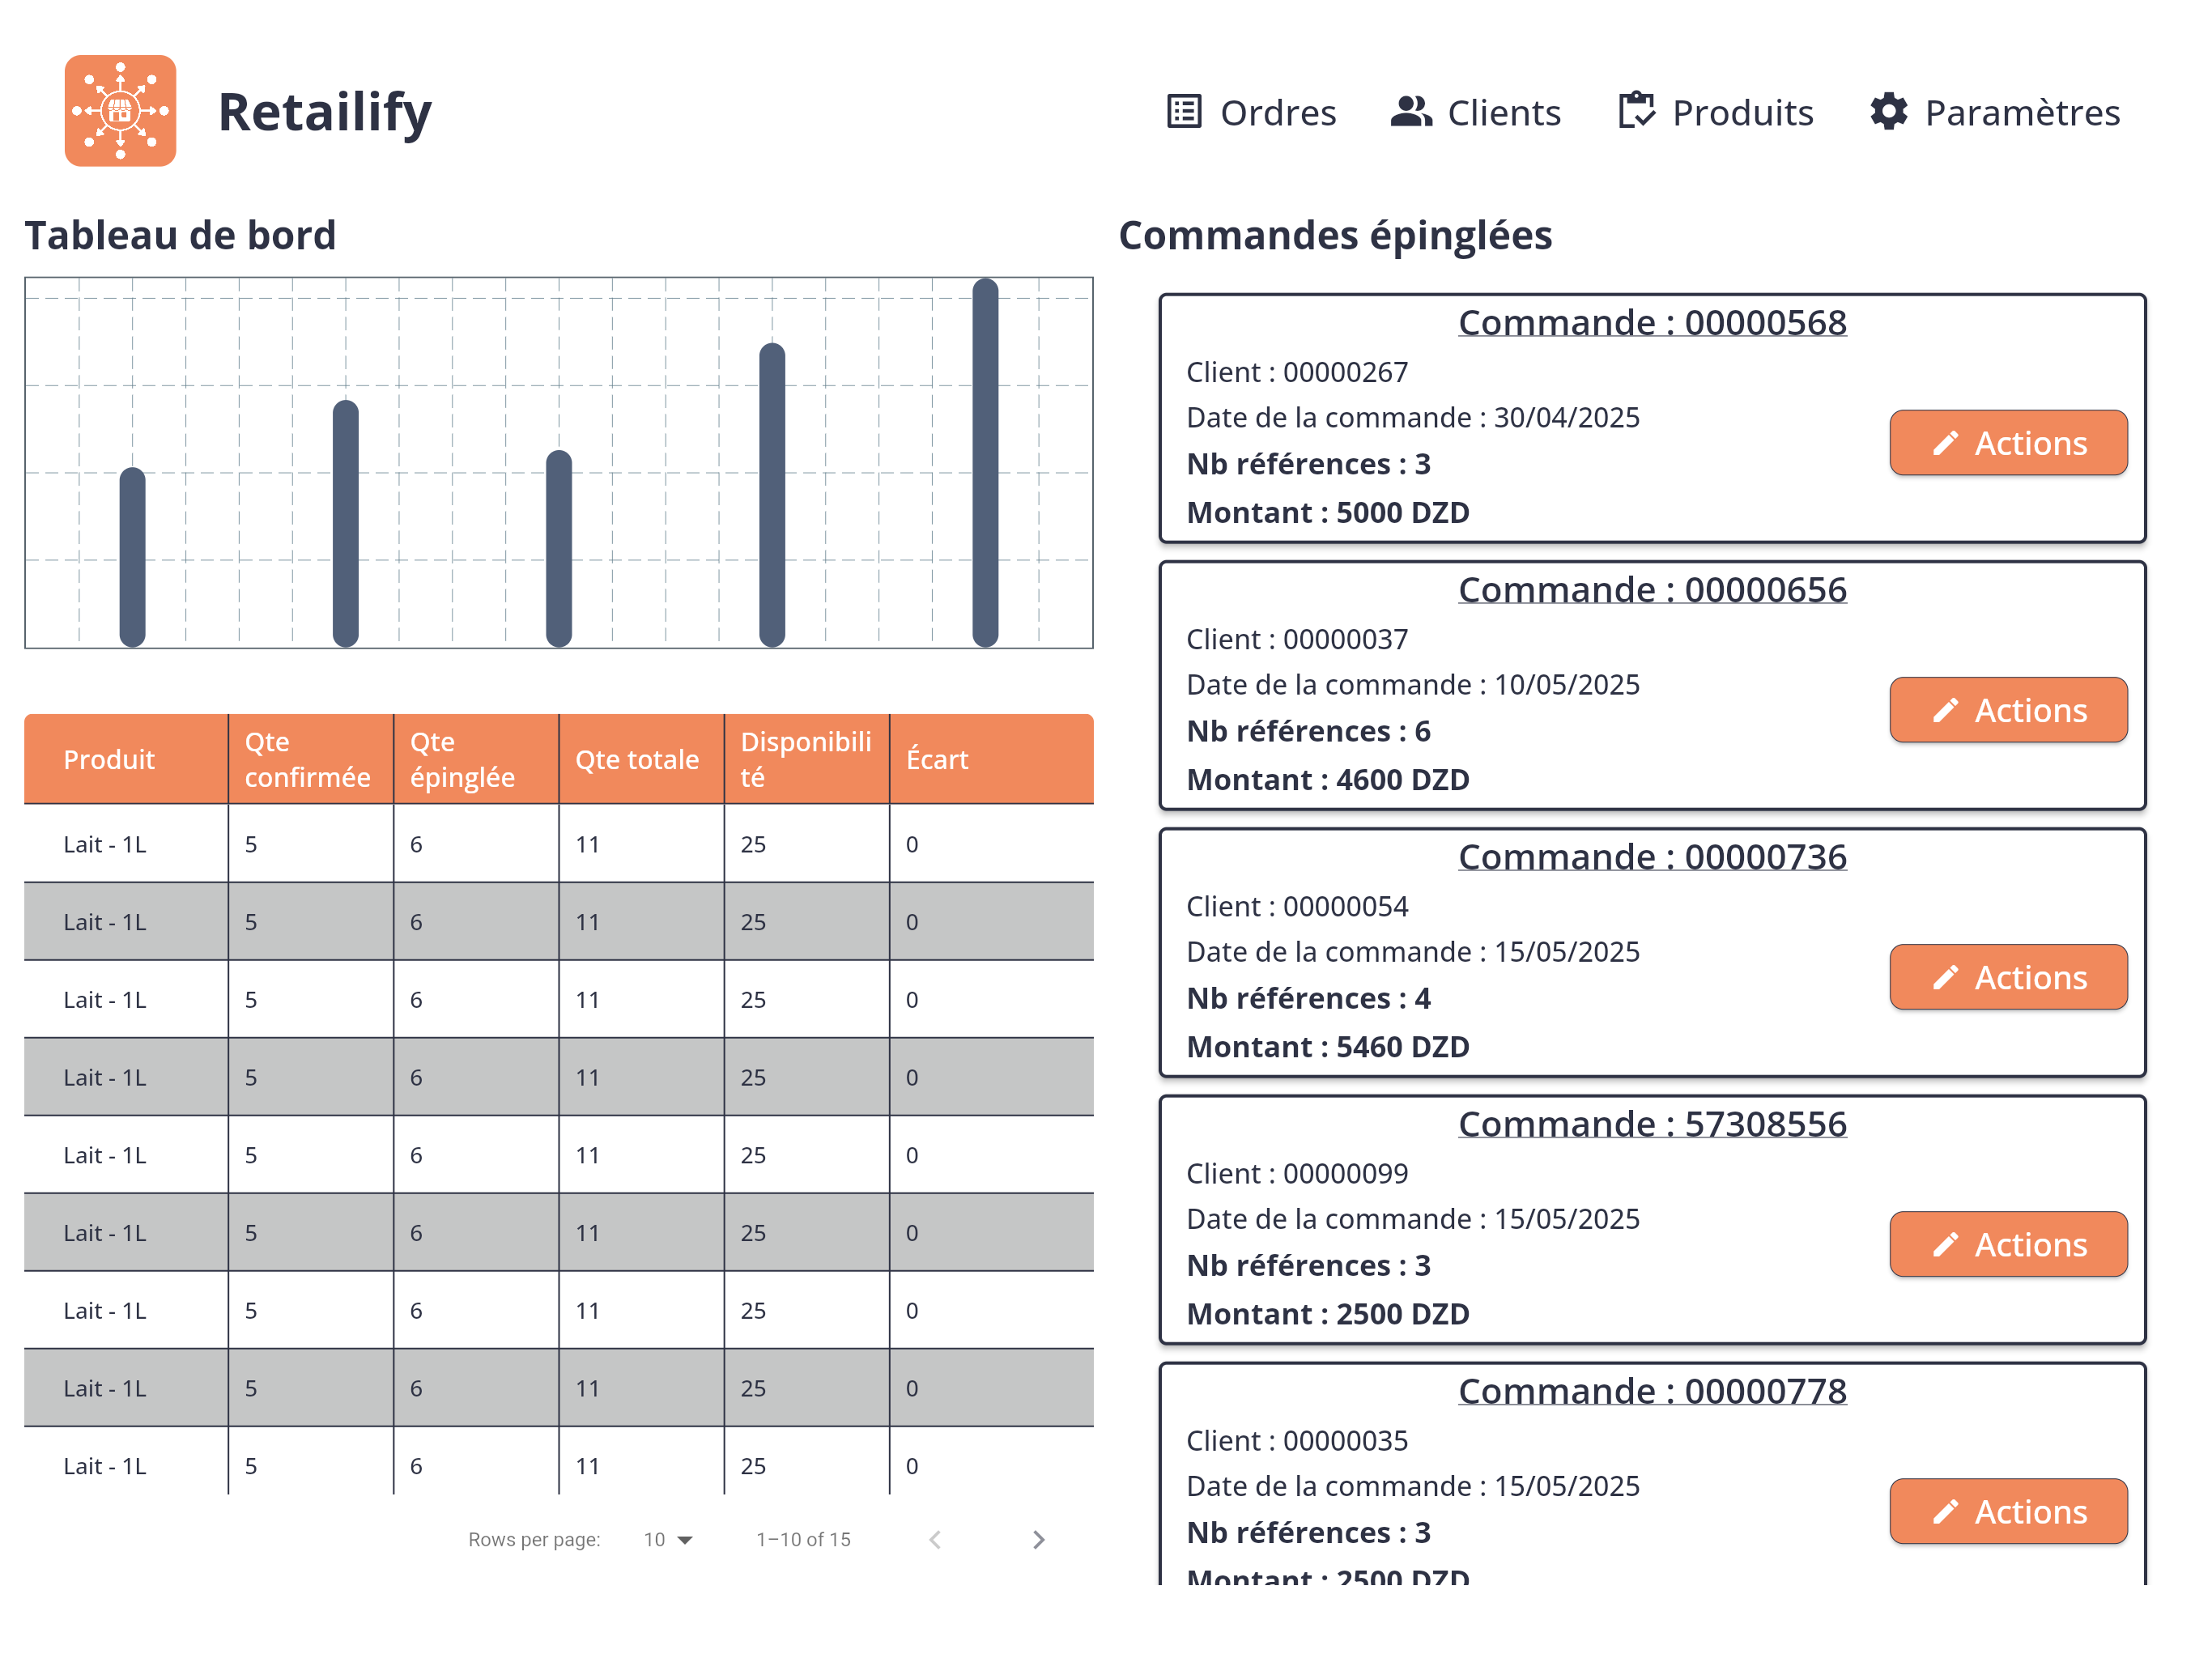 Retailify
Ordres
Clients
Produits
Paramètres
Tableau de bord
Produit
Qte
confirmée
Qte
épinglée
Qte totale
Disponibili
té
Écart
Lait - 1L 5 6 11 25 0
Lait - 1L 5 6 11 25 0
Lait - 1L 5 6 11 25 0
Lait - 1L 5 6 11 25 0
Lait - 1L 5 6 11 25 0
Lait - 1L 5 6 11 25 0
Lait - 1L 5 6 11 25 0
Lait - 1L 5 6 11 25 0
Lait - 1L 5 6 11 25 0
Rows per page: 10 1–10 of 15
Commandes épinglées
Commande : 00000568
Client : 00000267
Date de la commande : 30/04/2025
Nb références : 3
Montant : 5000 DZD
Actions
Commande : 00000656
Client : 00000037
Date de la commande : 10/05/2025
Nb références : 6
Montant : 4600 DZD
Actions
Commande : 00000736
Client : 00000054
Date de la commande : 15/05/2025
Nb références : 4
Montant : 5460 DZD
Actions
Commande : 57308556
Client : 00000099
Date de la commande : 15/05/2025
Nb références : 3
Montant : 2500 DZD
Actions
Commande : 00000778
Client : 00000035
Date de la commande : 15/05/2025
Nb références : 3
Montant : 2500 DZD
Actions